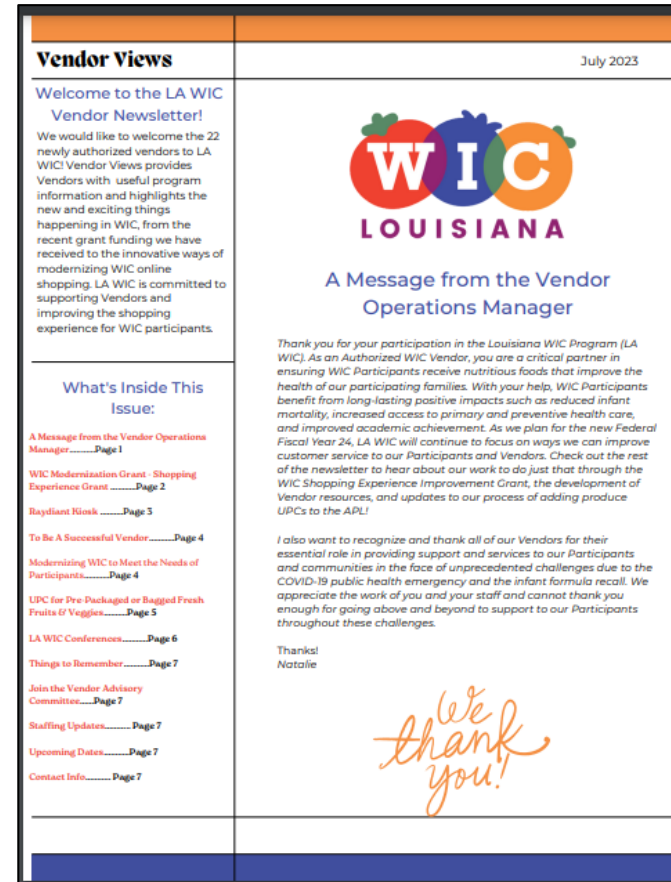 Vendor Views
July 2023
Welcome to the LA WIC
Vendor Newsletter!
We would like to welcome the 22
newly authorized vendors to LA
WIC! Vendor Views provides
Vendors with useful program
information and highlights the
new and exciting things
happening in WIC, from the
recent grant funding we have
received to the innovative ways of
modernizing WIC online
shopping. LA WIC is committed to
supporting Vendors and
improving the shopping
experience for WIC participants.
What's Inside This
Issue:
A Message from the Vendor Operations
Manager.........Page 1
WIC Modernization Grant - Shopping
Experience Grant .........Page 2
Raydiant Kiosk ........Page 3
To Be A Successful Vendor.........Page 4
Modernizing WIC to Meet the Needs of
Participants.........Page 4
UPC for Pre-Packaged or Bagged Fresh
Fruits & Veggies........Page 5
LA WIC Conferences.........Page 6
Things to Remember.........Page 7
Join the Vendor Advisory
Committee.....Page 7
Staffing Updates......... Page 7
Upcoming Dates.........Page 7
Contact Info......... Page 7
WIC
LOUISIANA
A Message from the Vendor
Operations Manager
Thank you for your participation in the Louisiana WIC Program (LA
WIC). As an Authorized WIC Vendor, you are a critical partner in
ensuring WIC Participants receive nutritious foods that improve the
health of our participating families. With your help, WIC Participants
benefit from long-lasting positive impacts such as reduced infant
mortality, increased access to primary and preventive health care,
and improved academic achievement. As we plan for the new Federal
Fiscal Year 24, LA WIC will continue to focus on ways we can improve
customer service to our Participants and Vendors. Check out the rest
of the newsletter to hear about our work to do just that through the
WIC Shopping Experience Improvement Grant, the development of
Vendor resources, and updates to our process of adding produce
UPCs to the APL!
I also want to recognize and thank all of our Vendors for their
essential role in providing support and services to our Participants
and communities in the face of unprecedented challenges due to the
COVID-19 public health emergency and the infant formula recall. We
appreciate the work of you and your staff and cannot thank you
enough for going above and beyond to support to our Participants
throughout these challenges.
Thanks!
Natalie
We
thank
you!